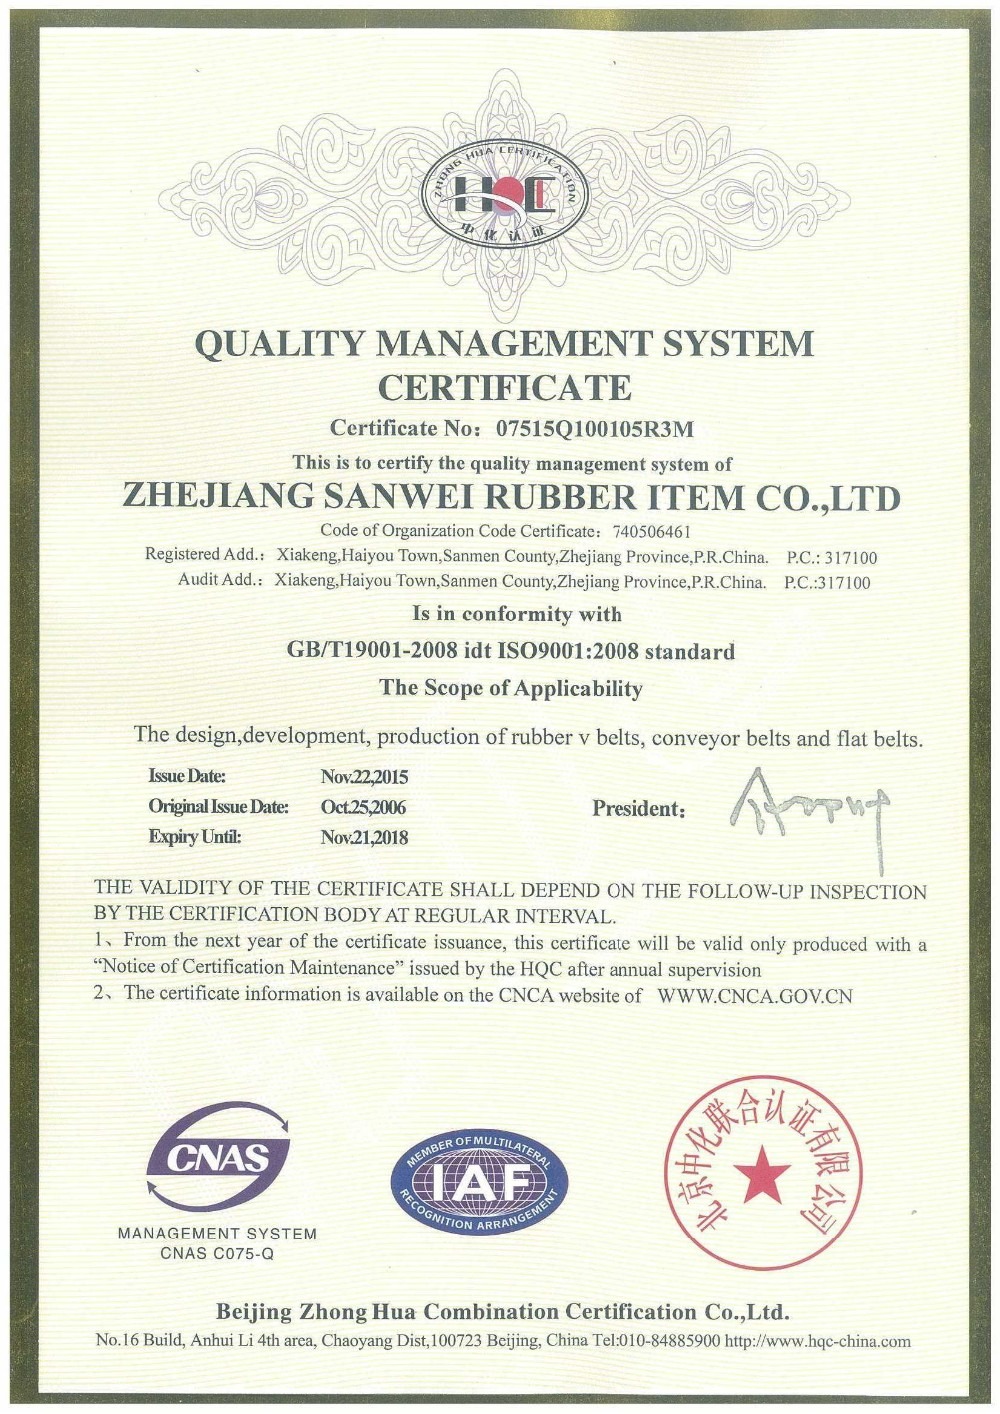 ZHONG HUA CERTIFICATION
HQC
中化认证
QUALITY MANAGEMENT SYSTEM
CERTIFICATE
Certificate No：07515Q100105R3M
This is to certify the quality management system of
ZHEJIANG SANWEI RUBBER ITEM CO.,LTD
Code of Organization Code Certificate：740506461
Registered Add.： Xiakeng,Haiyou Town,Sanmen County,Zhejiang Province,P.R.China. P.C.: 317100
Audit Add.： Xiakeng,Haiyou Town,Sanmen County,Zhejiang Province,P.R.China. P.C.:317100
Is in conformity with
GB/T19001-2008 idt ISO9001:2008 standard
The Scope of Applicability
The design,development, production of rubber v belts, conveyor belts and flat belts.
Issue Date: Nov.22,2015
Original Issue Date: Oct.25,2006
Expiry Until: Nov.21,2018
President:
THE VALIDITY OF THE CERTIFICATE SHALL DEPEND ON THE FOLLOW-UP INSPECTION
BY THE CERTIFICATION BODY AT REGULAR INTERVAL.
1、From the next year of the certificate issuance, this certificate will be valid only produced with a
“Notice of Certification Maintenance” issued by the HQC after annual supervision
2、The certificate information is available on the CNCA website of WWW.CNCA.GOV.CN
CNAS
MANAGEMENT SYSTEM
CNAS C075-Q
MEMBER OF MULTILATERAL
IAF
RECOGNITION ARRANGEMENT
北京中化联合认证有限公司
Beijing Zhong Hua Combination Certification Co.,Ltd.
No.16 Build, Anhui Li 4th area, Chaoyang Dist,100723 Beijing, China Tel:010-84885900 http://www.hqc-china.com